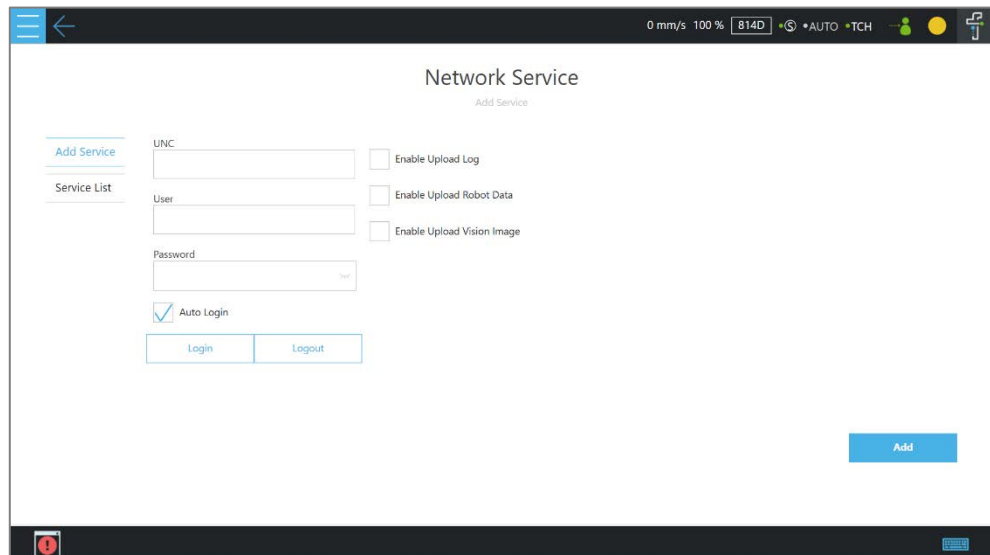 0 mm/s 100 % 814D •Ⓢ •AUTO •TCH
Network Service
Add Service
Add Service
Service List
UNC
User
Password
Auto Login
Login Logout
Enable Upload Log
Enable Upload Robot Data
Enable Upload Vision Image
Add